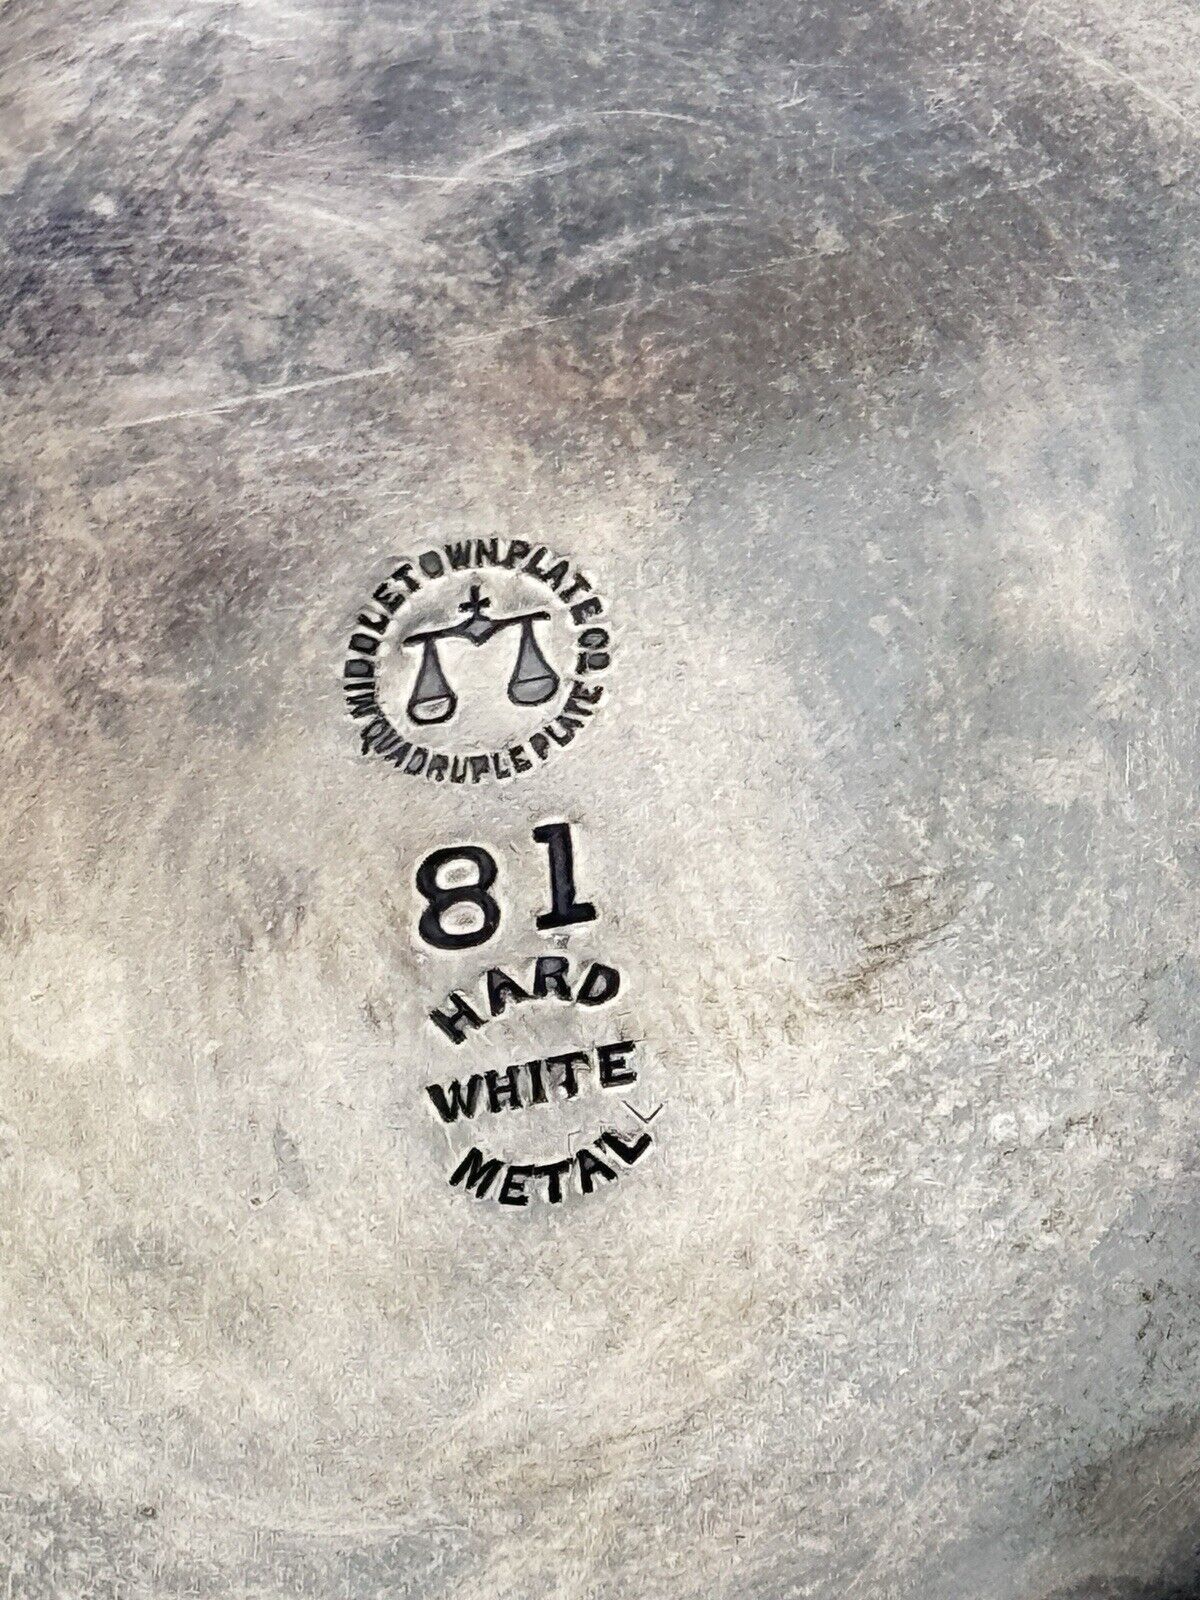 MIDDLETOWN PLATE CO
QUADRUPLE PLATE
81
HARD
WHITE
METAL